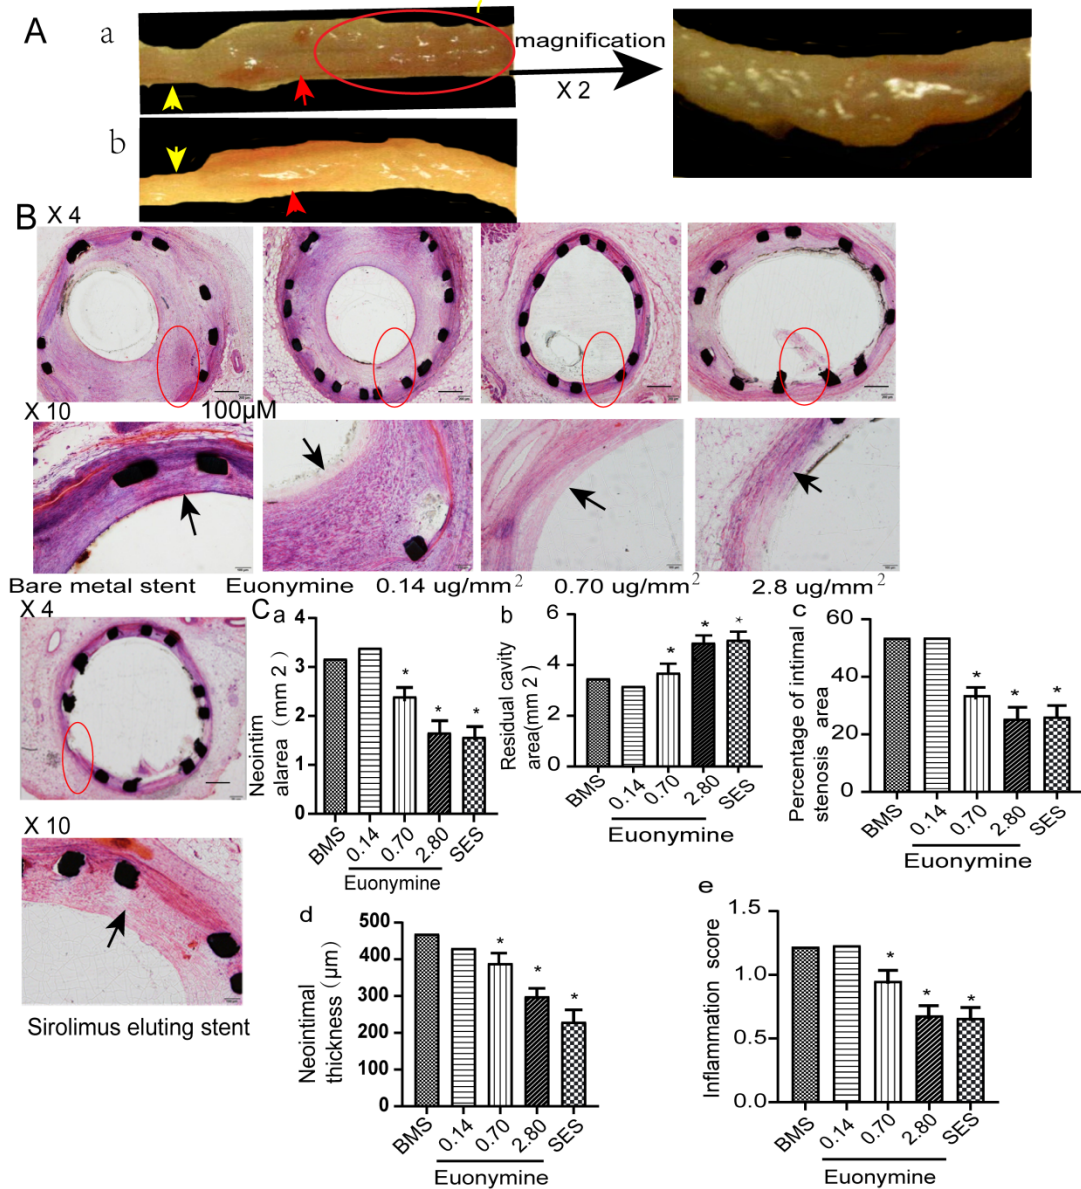 A
a
magnification
X 2
b
B
X 4
X 10
100µM
Bare metal stent
Euonymine
0.14 ug/mm²
0.70 ug/mm²
2.8 ug/mm²
X 4
X 10
Sirolimus eluting stent
C
a
Neointim
alarea (mm 2)
4
3
2
1
0
BMS
0.14
0.70
2.80
SES
Euonymine
*
*
*
b
Residual cavity
area(mm 2)
6
4
2
0
BMS
0.14
0.70
2.80
SES
Euonymine
*
*
*
c
Percentage of intimal
stenosis area
60
40
20
0
BMS
0.14
0.70
2.80
SES
Euonymine
*
*
*
d
Neointimal
thickness (µm)
500
400
300
200
100
0
BMS
0.14
0.70
2.80
SES
Euonymine
*
*
*
e
Inflammation score
1.5
1.0
0.5
0.0
BMS
0.14
0.70
2.80
SES
Euonymine
*
*
*